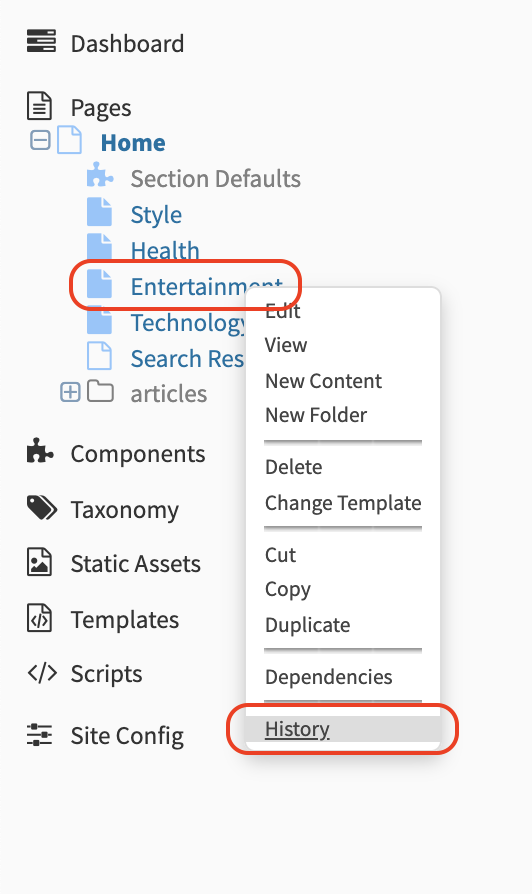 Dashboard
Pages
Home
Section Defaults
Style
Health
Entertainment
Technology
Search Res
articles
Components
Taxonomy
Static Assets
Templates
Scripts
Site Config
Edit
View
New Content
New Folder
Delete
Change Template
Cut
Copy
Duplicate
Dependencies
History